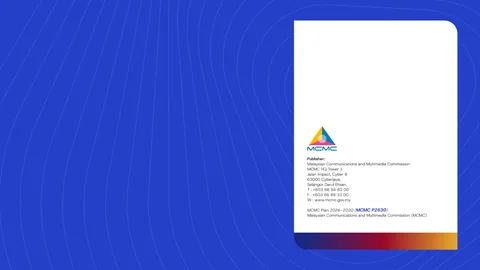 MCMC
Publisher:
Malaysian Communications and Multimedia Commission
MCMC HQ Tower 1
Jalan Impact, Cyber 6
63000 Cyberjaya,
Selangor Darul Ehsan,
T : +603 86 88 80 00
F : +603 86 88 10 00
W : www.mcmc.gov.my
MCMC Plan 2026-2030 (MCMC P2630)
Malaysian Communications and Multimedia Commission (MCMC)